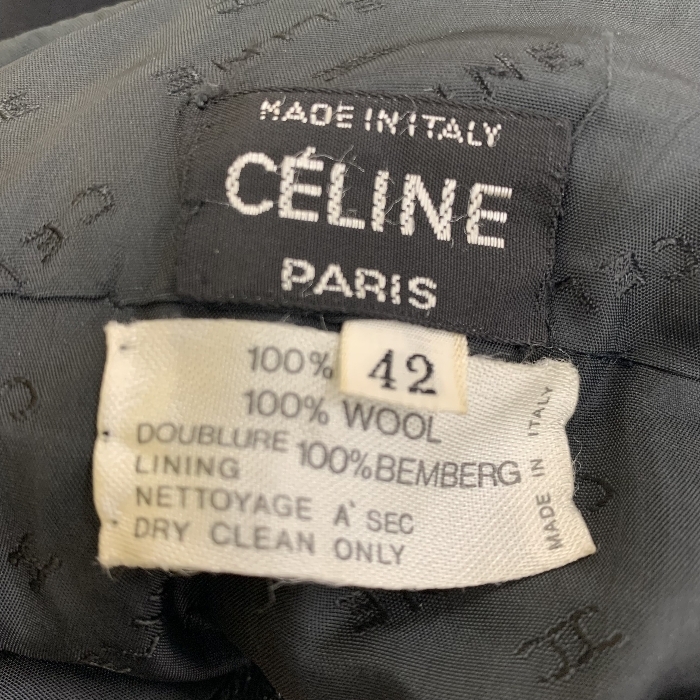 MADE IN ITALY
CÉLINE
PARIS
42
100%
100% WOOL
DOUBLURE 100% BEMBERG
LINING
NETTOYAGE À SEC
DRY CLEAN ONLY
MADE IN ITALY